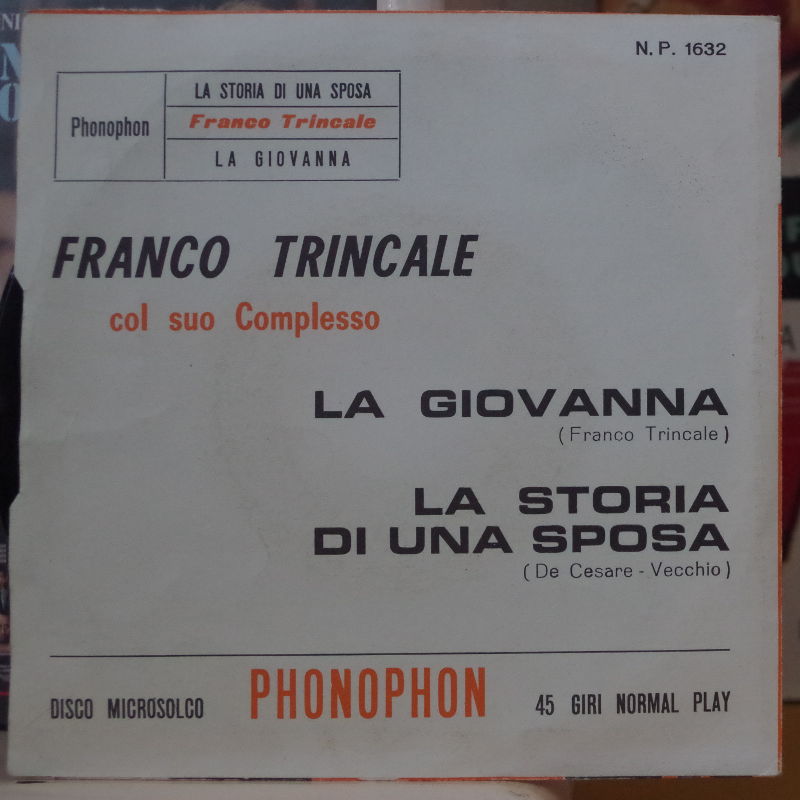 N. P. 1632
Phonophon
LA STORIA DI UNA SPOSA
Franco Trincale
LA GIOVANNA
FRANCO TRINCALE
col suo Complesso
LA GIOVANNA
(Franco Trincale)
LA STORIA
DI UNA SPOSA
(De Cesare - Vecchio)
DISCO MICROSOLCO PHONOPHON 45 GIRI NORMAL PLAY